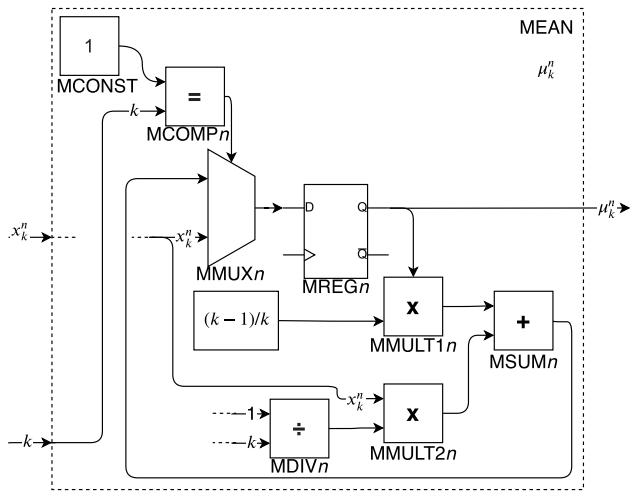 MEAN
1
μ_k^n
MCONST
=
k
MCOMPn
x_k^n
x_k^n
D
Q
μ_k^n
Q̅
MMUXn
MREGn
(k − 1)/k
x
+
MMULT1n
MSUMn
x_k^n
1
x
÷
k
k
MMULT2n
MDIVn